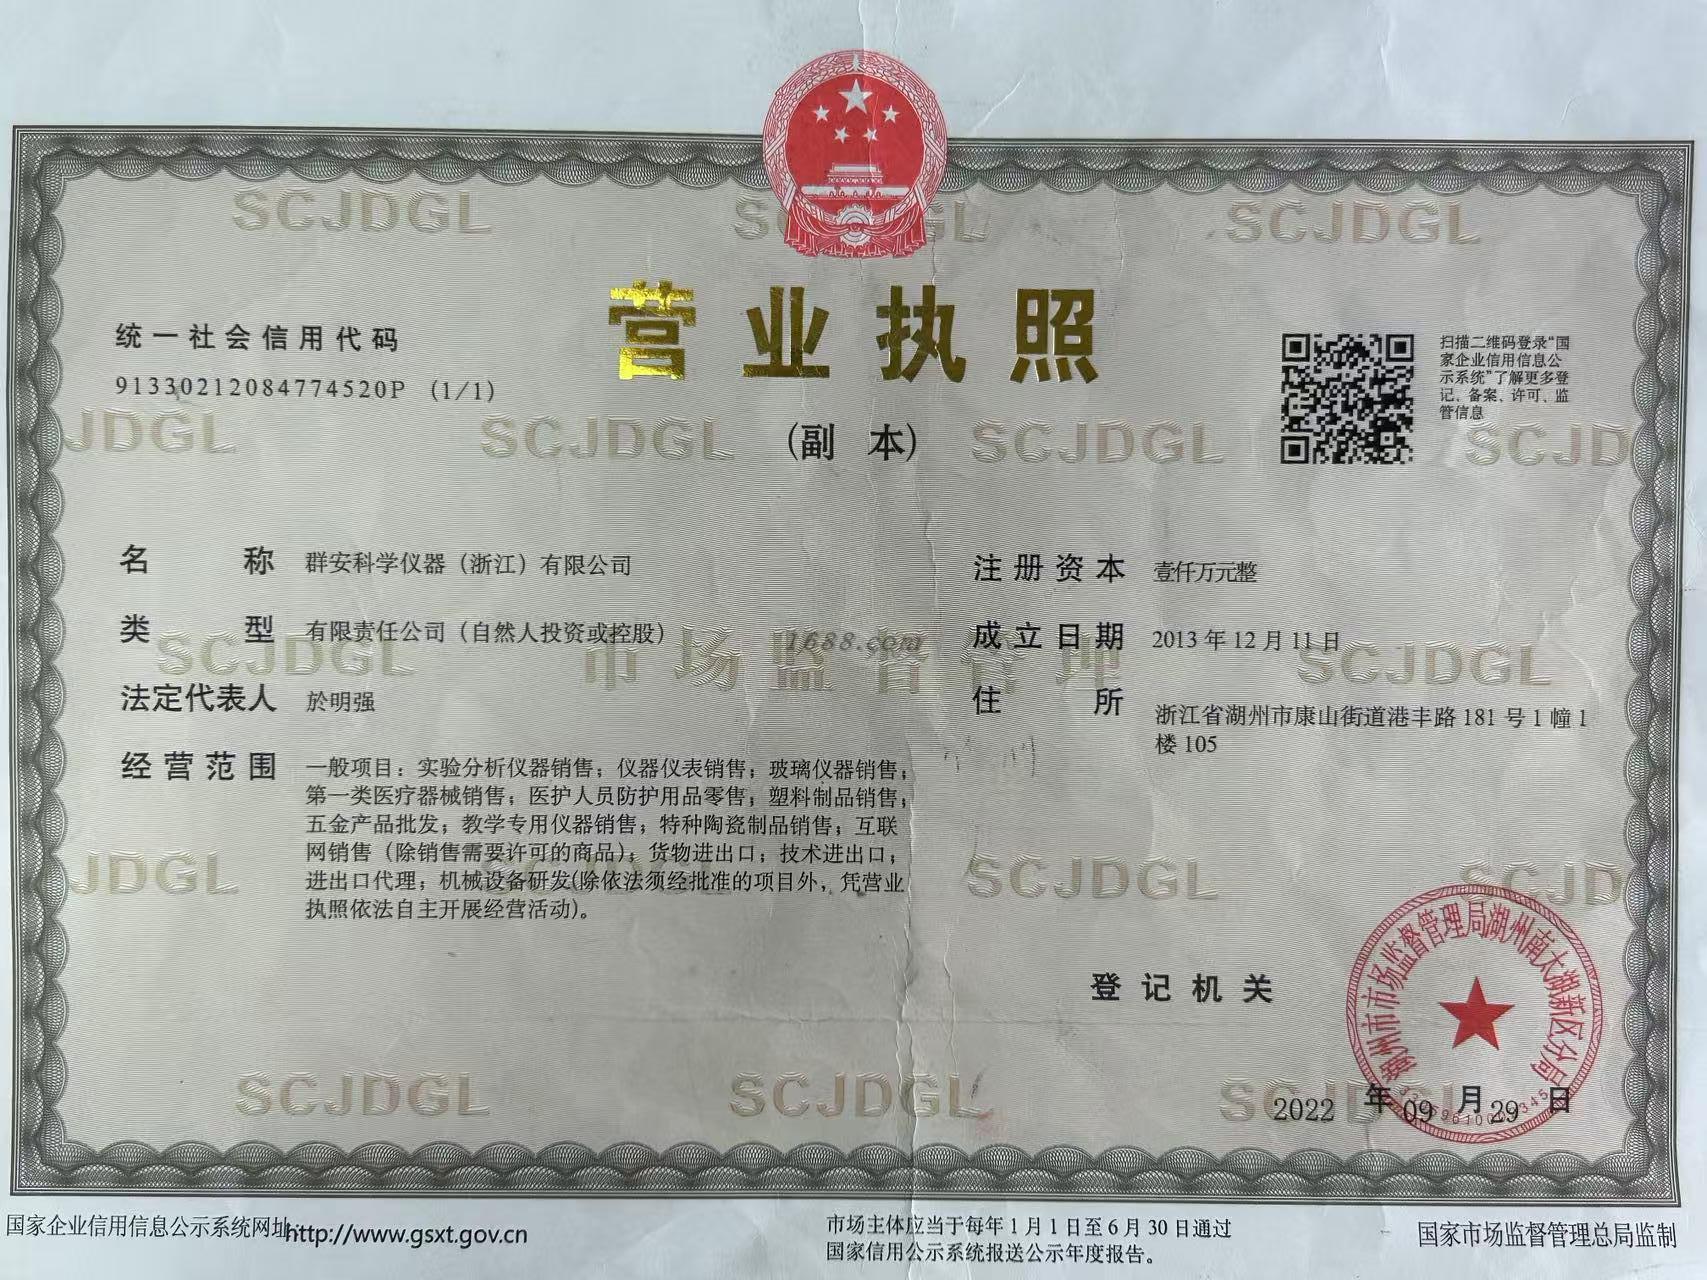 SCJDGL
SCJDGL
营业执照
(副 本)
统一社会信用代码
91330212084774520P (1/1)
扫描二维码登录“国
家企业信用信息公
示系统”了解更多登
记、备案、许可、监
管信息
JDGL
SCJDGL
SCJDGL
SCJD
名 称 群安科学仪器（浙江）有限公司
类 型 有限责任公司（自然人投资或控股）
法定代表人 於明强
经营范围 一般项目：实验分析仪器销售；仪器仪表销售；玻璃仪器销售；
第一类医疗器械销售；医护人员防护用品零售；塑料制品销售；
五金产品批发；教学专用仪器销售；特种陶瓷制品销售；互联
网销售（除销售需要许可的商品）；货物进出口；技术进出口；
进出口代理；机械设备研发(除依法须经批准的项目外，凭营业
执照依法自主开展经营活动)。
注册资本 壹仟万元整
成立日期 2013 年 12 月 11 日
住 所 浙江省湖州市康山街道港丰路 181 号 1 幢 1
楼 105
SCJDGL
市场监督管理
1688.com
SCJDGL
JDGL
SCJDGL
SCJD
登记机关
湖州市市场监督管理局湖州南太湖新区分局
2022 年 09 月 29 日
SCJDGL
SCJDGL
国家企业信用信息公示系统网址http://www.gsxt.gov.cn
市场主体应当于每年 1 月 1 日至 6 月 30 日通过
国家信用公示系统报送公示年度报告。
国家市场监督管理总局监制